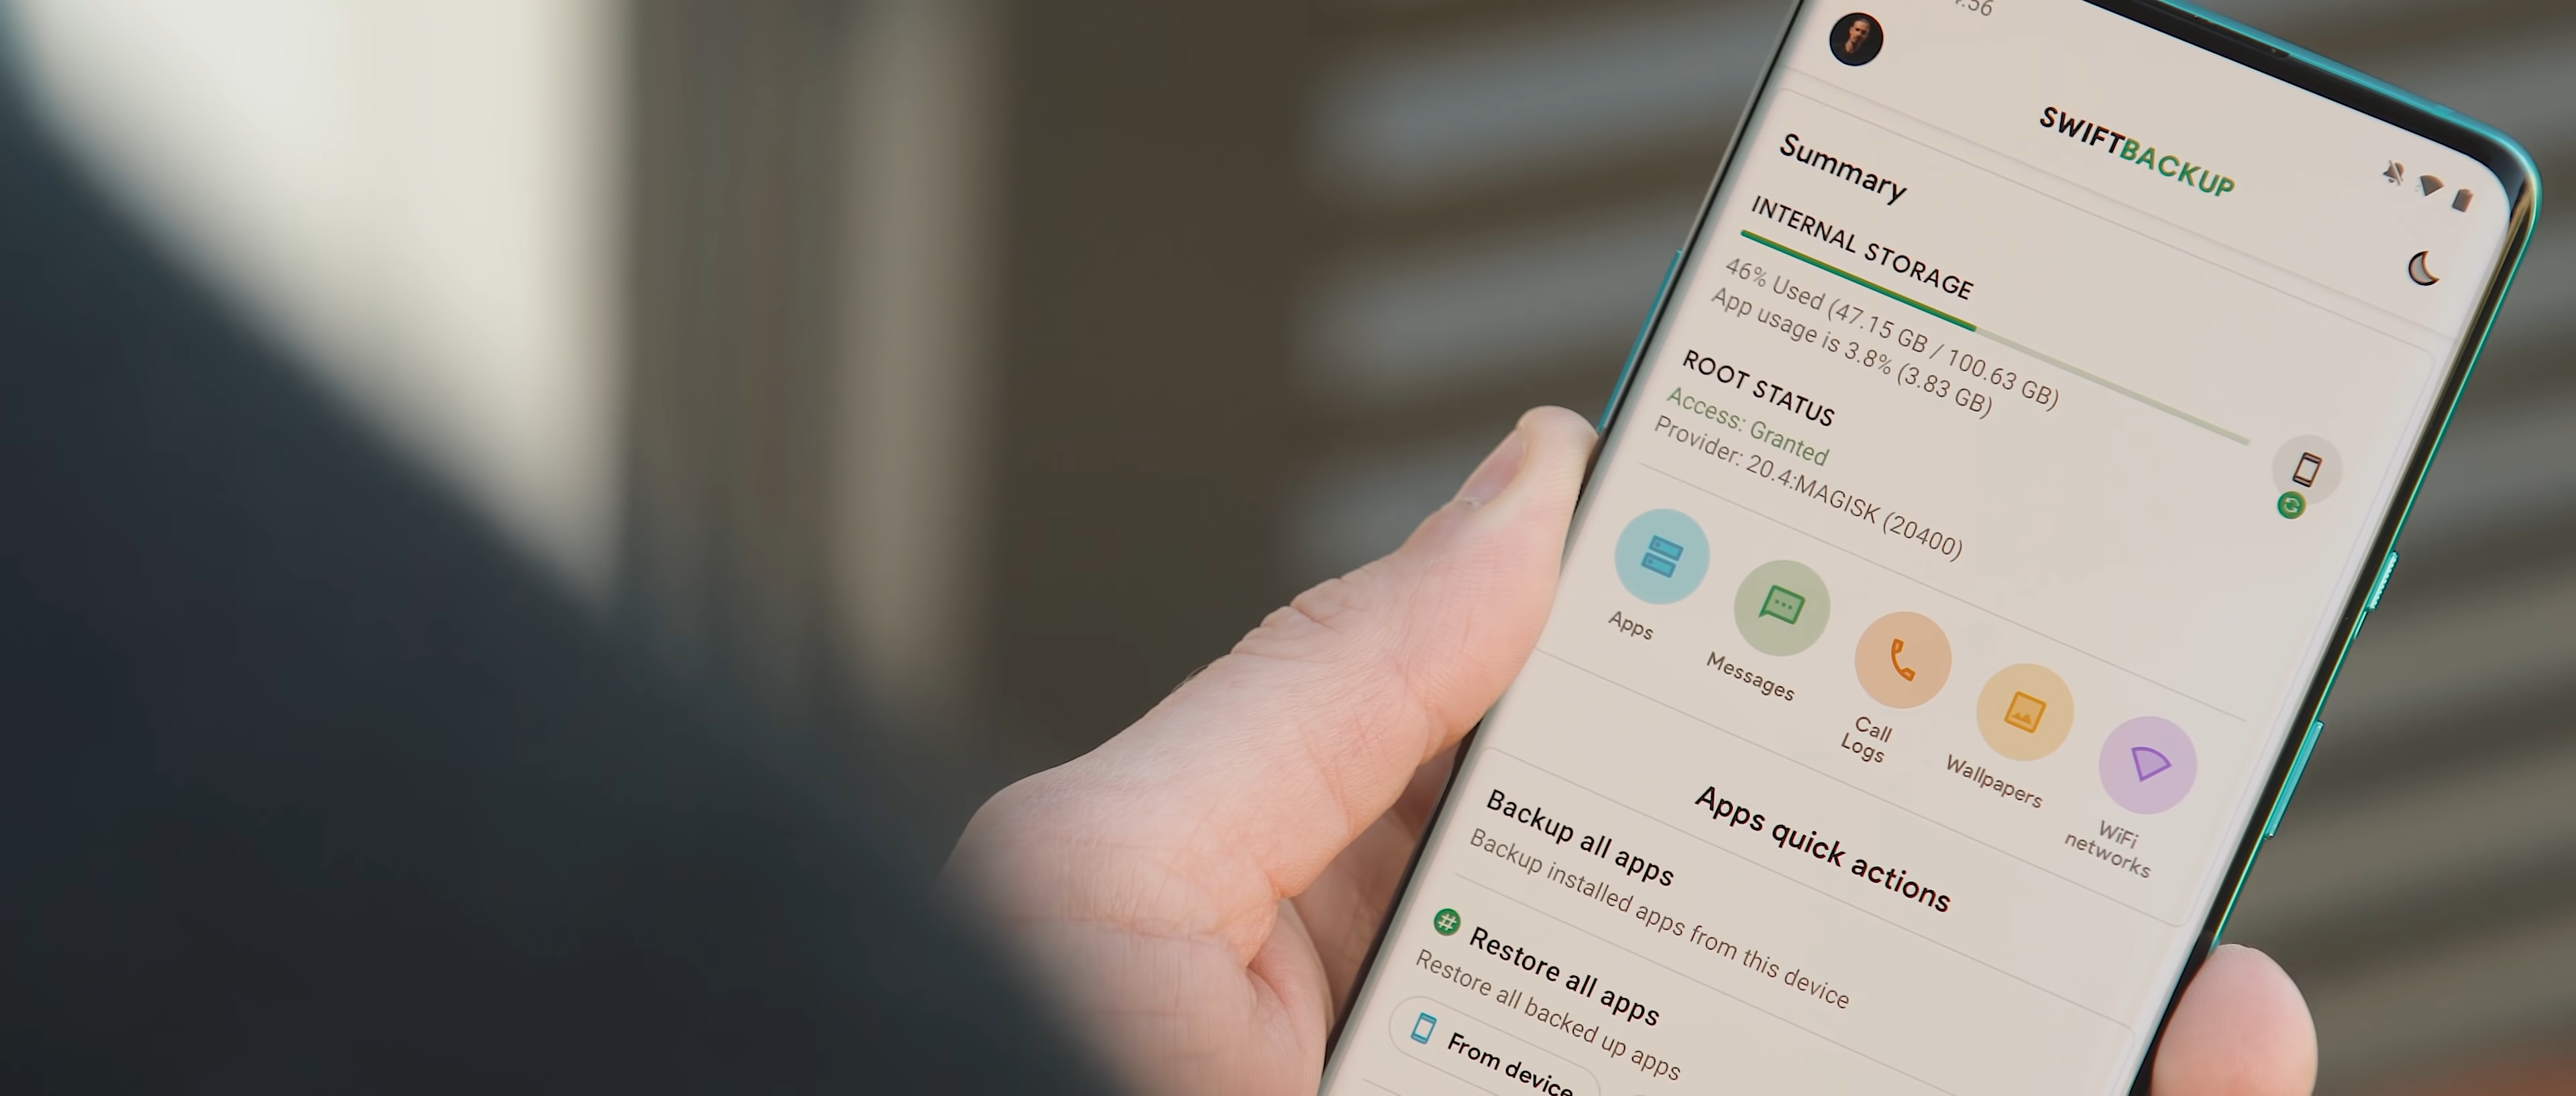 SWIFTBACKUP
Summary
INTERNAL STORAGE
46% Used (47.15 GB / 100.63 GB)
App usage is 3.8% (3.83 GB)
ROOT STATUS
Access: Granted
Provider: 20.4:MAGISK (20400)
Apps
Messages
Call
Logs
Wallpapers
WiFi
networks
Apps quick actions
Backup all apps
Backup installed apps from this device
Restore all apps
Restore all backed up apps
From device